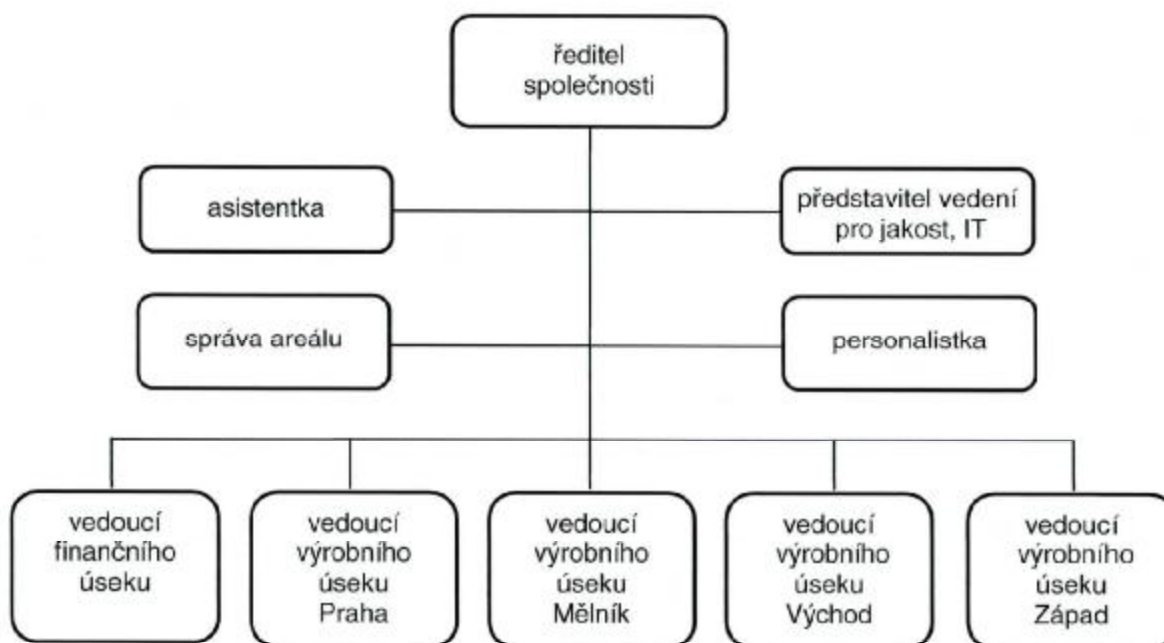 ředitel
společnosti
asistentka
představitel vedení
pro jakost, IT
správa areálu
personalistka
vedoucí
finančního
úseku
vedoucí
výrobního
úseku
Praha
vedoucí
výrobního
úseku
Mělník
vedoucí
výrobního
úseku
Východ
vedoucí
výrobního
úseku
Západ